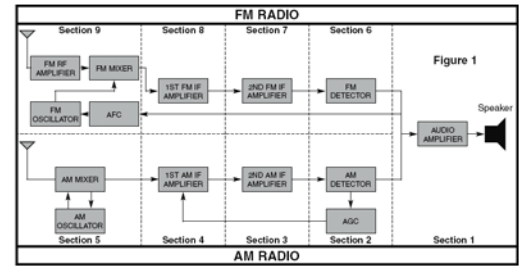 FM RADIO
Section 9
Section 8
Section 7
Section 6
Figure 1
FM RF
AMPLIFIER
FM MIXER
1ST FM IF
AMPLIFIER
2ND FM IF
AMPLIFIER
FM
DETECTOR
FM
OSCILLATOR
AFC
Speaker
AUDIO
AMPLIFIER
AM MIXER
1ST AM IF
AMPLIFIER
2ND AM IF
AMPLIFIER
AM
DETECTOR
AM
OSCILLATOR
AGC
Section 5
Section 4
Section 3
Section 2
Section 1
AM RADIO